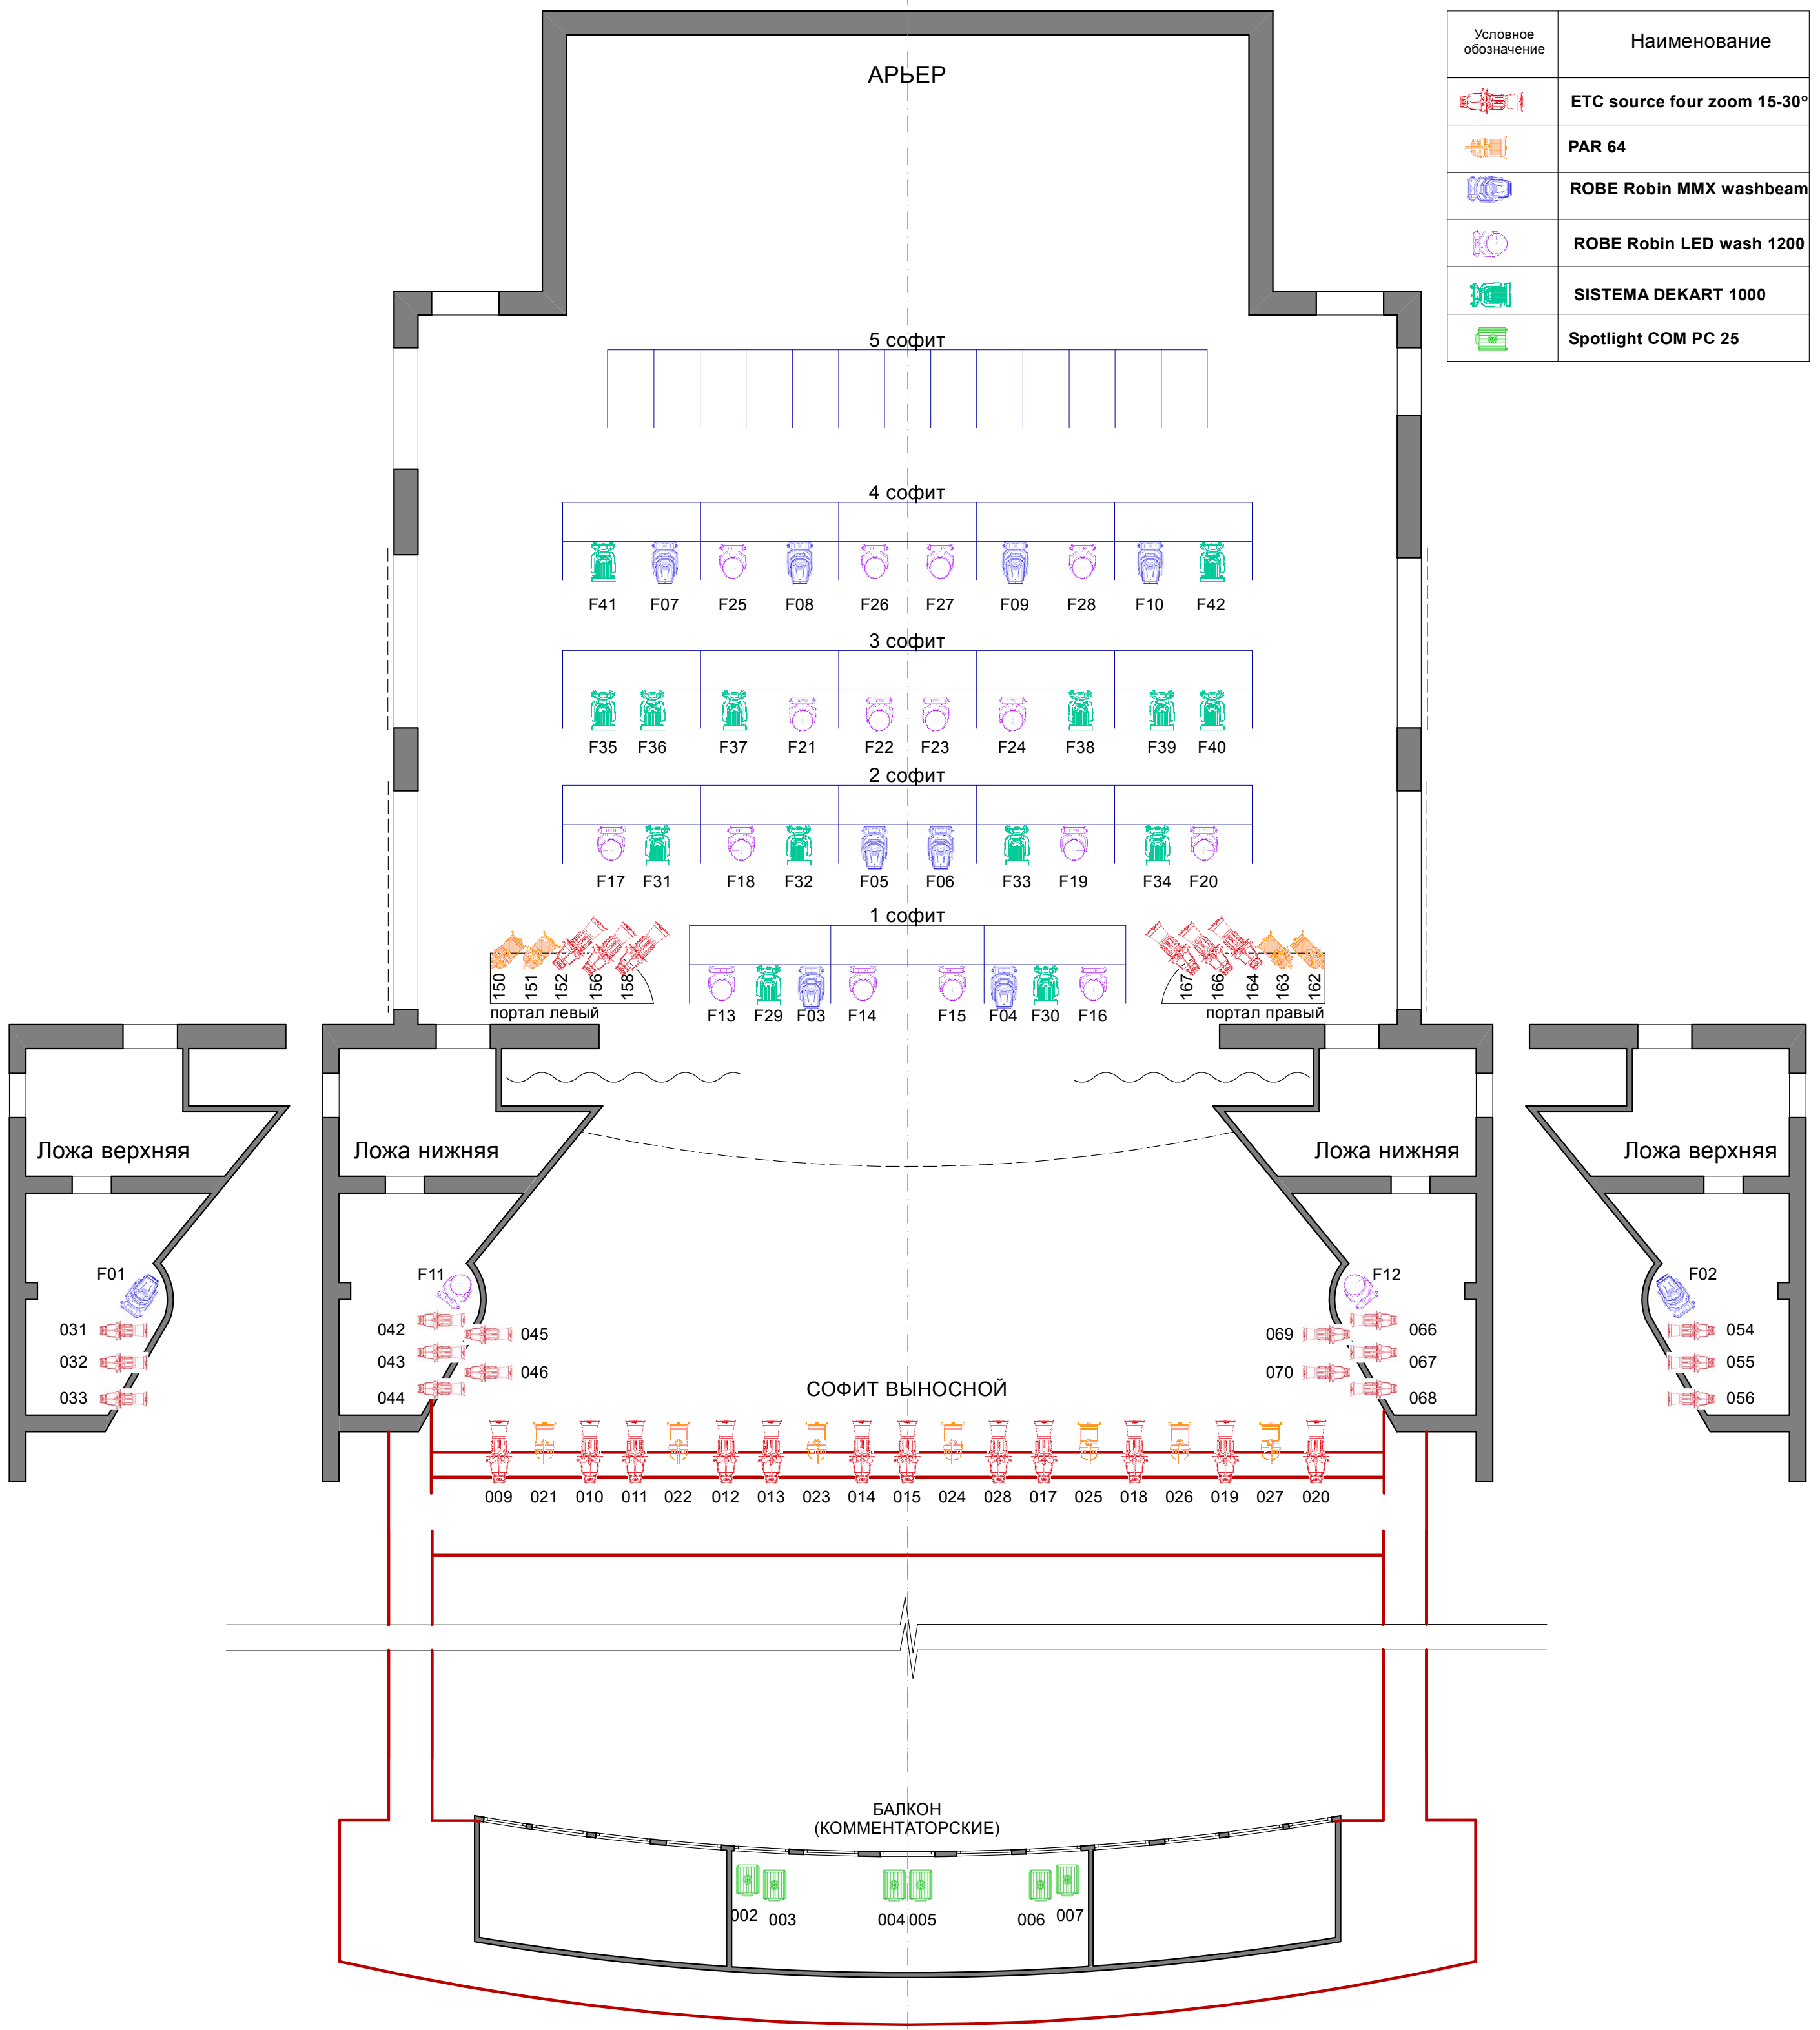 Условное
обозначение
Наименование
ETC source four zoom 15-30º
PAR 64
ROBE Robin MMX washbeam
ROBE Robin LED wash 1200
SISTEMA DEKART 1000
Spotlight COM PC 25
АРЬЕР
5 софит
4 софит
F41 F07 F25 F08 F26 F27 F09 F28 F10 F42
3 софит
F35 F36 F37 F21 F22 F23 F24 F38 F39 F40
2 софит
F17 F31 F18 F32 F05 F06 F33 F19 F34 F20
1 софит
150 151 152 156 158
167 166 164 163 162
портал левый
F13 F29 F03 F14 F15 F04 F30 F16
портал правый
Ложа верхняя
Ложа нижняя
Ложа нижняя
Ложа верхняя
F01
F11
F12
F02
031
042
045
069
066
054
032
043
046
070
067
055
033
044
068
056
СОФИТ ВЫНОСНОЙ
009 021 010 011 022 012 013 023 014 015 024 028 017 025 018 026 019 027 020
БАЛКОН
(КОММЕНТАТОРСКИЕ)
002 003 004 005 006 007